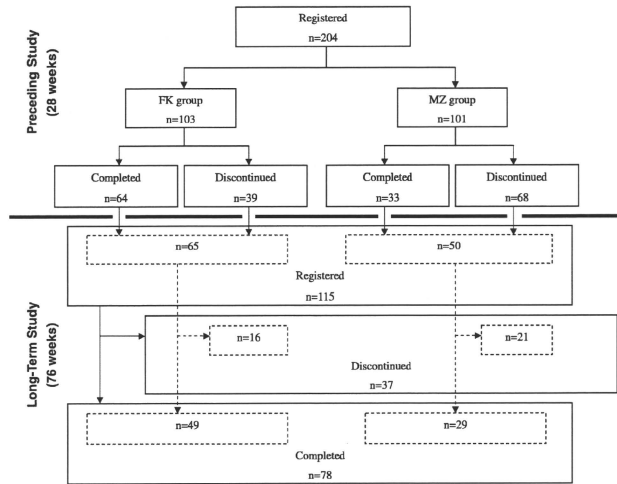 Preceding Study
(28 weeks)
Registered
n=204
FK group
n=103
MZ group
n=101
Completed
n=64
Discontinued
n=39
Completed
n=33
Discontinued
n=68
Long-Term Study
(76 weeks)
n=65
n=50
Registered
n=115
n=16
n=21
Discontinued
n=37
n=49
n=29
Completed
n=78